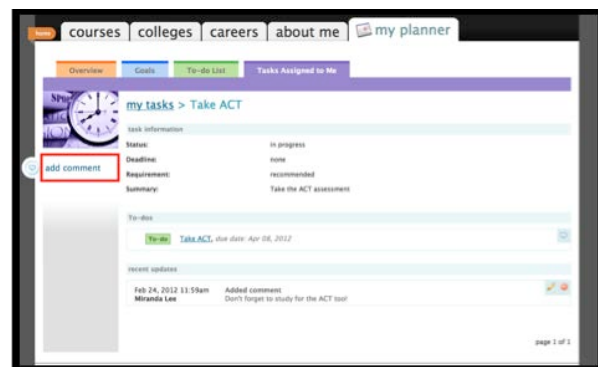 home courses colleges careers about me my planner
Overview Goals To-do List Tasks Assigned to Me
my tasks > Take ACT
task information
Status: in progress
add comment
Deadline: none
Requirement: recommended
Summary: Take the ACT assessment
To-dos
To-do Take ACT, due date: Apr 08, 2012
recent updates
Feb 24, 2012 11:59am Added comment
Miranda Lee Don't forget to study for the ACT too!
page 1 of 1